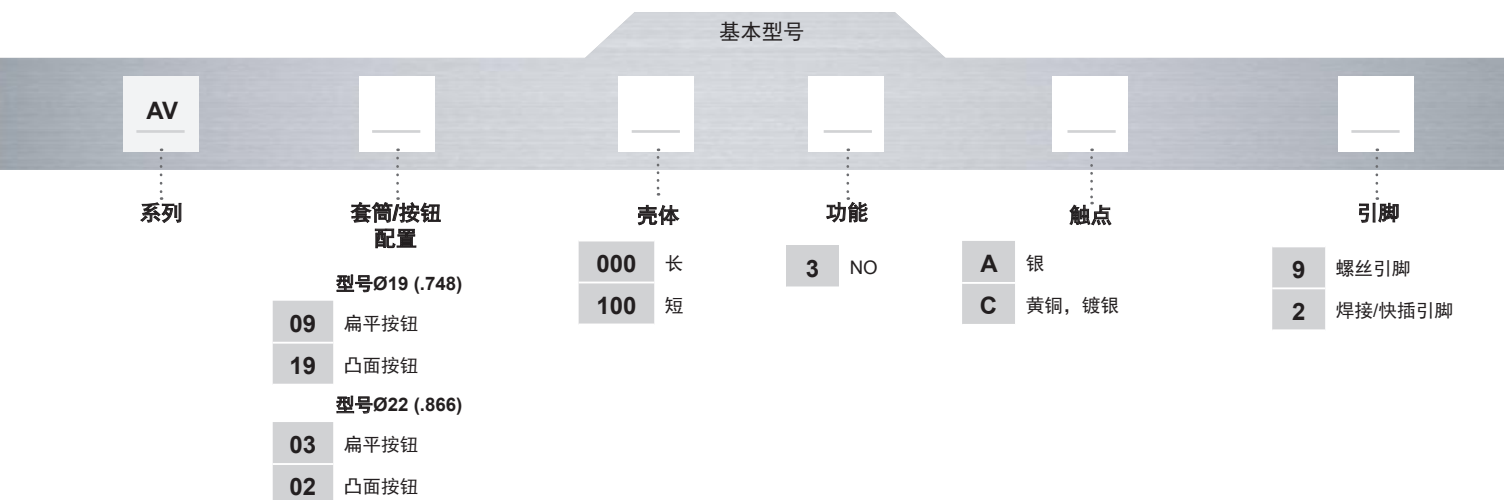 基本型号
AV
系列
套筒/按钮
配置
型号Ø19 (.748)
09 扁平按钮
19 凸面按钮
型号Ø22 (.866)
03 扁平按钮
02 凸面按钮
壳体
000 长
100 短
功能
3 NO
触点
A 银
C 黄铜，镀银
引脚
9 螺丝引脚
2 焊接/快插引脚